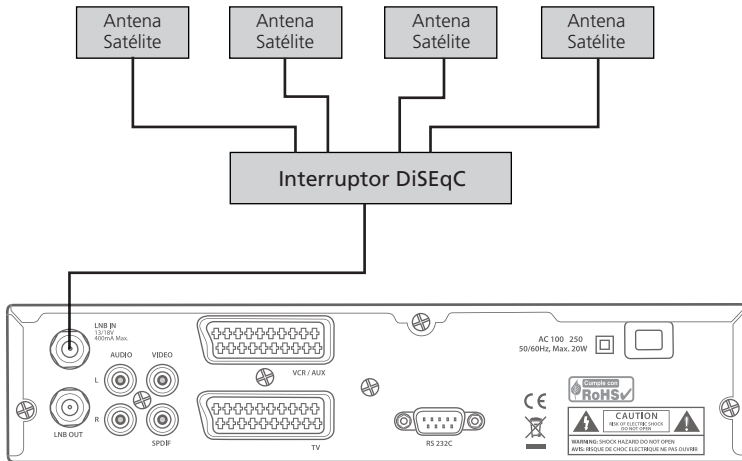 Antena
Satélite
Antena
Satélite
Antena
Satélite
Antena
Satélite
Interruptor DiSEqC
LNB IN
13/18V
400mA Max.
AUDIO
VIDEO
L
R
LNB OUT
SPDIF
VCR / AUX
TV
RS 232C
AC 100 250
50/60Hz, Max. 20W
CE
Cumple con
RoHS
CAUTION
RISK OF ELECTRIC SHOCK
DO NOT OPEN
WARNING: SHOCK HAZARD DO NOT OPEN
AVIS: RISQUE DE CHOC ELECTRIQUE NE PAS OUVRIR